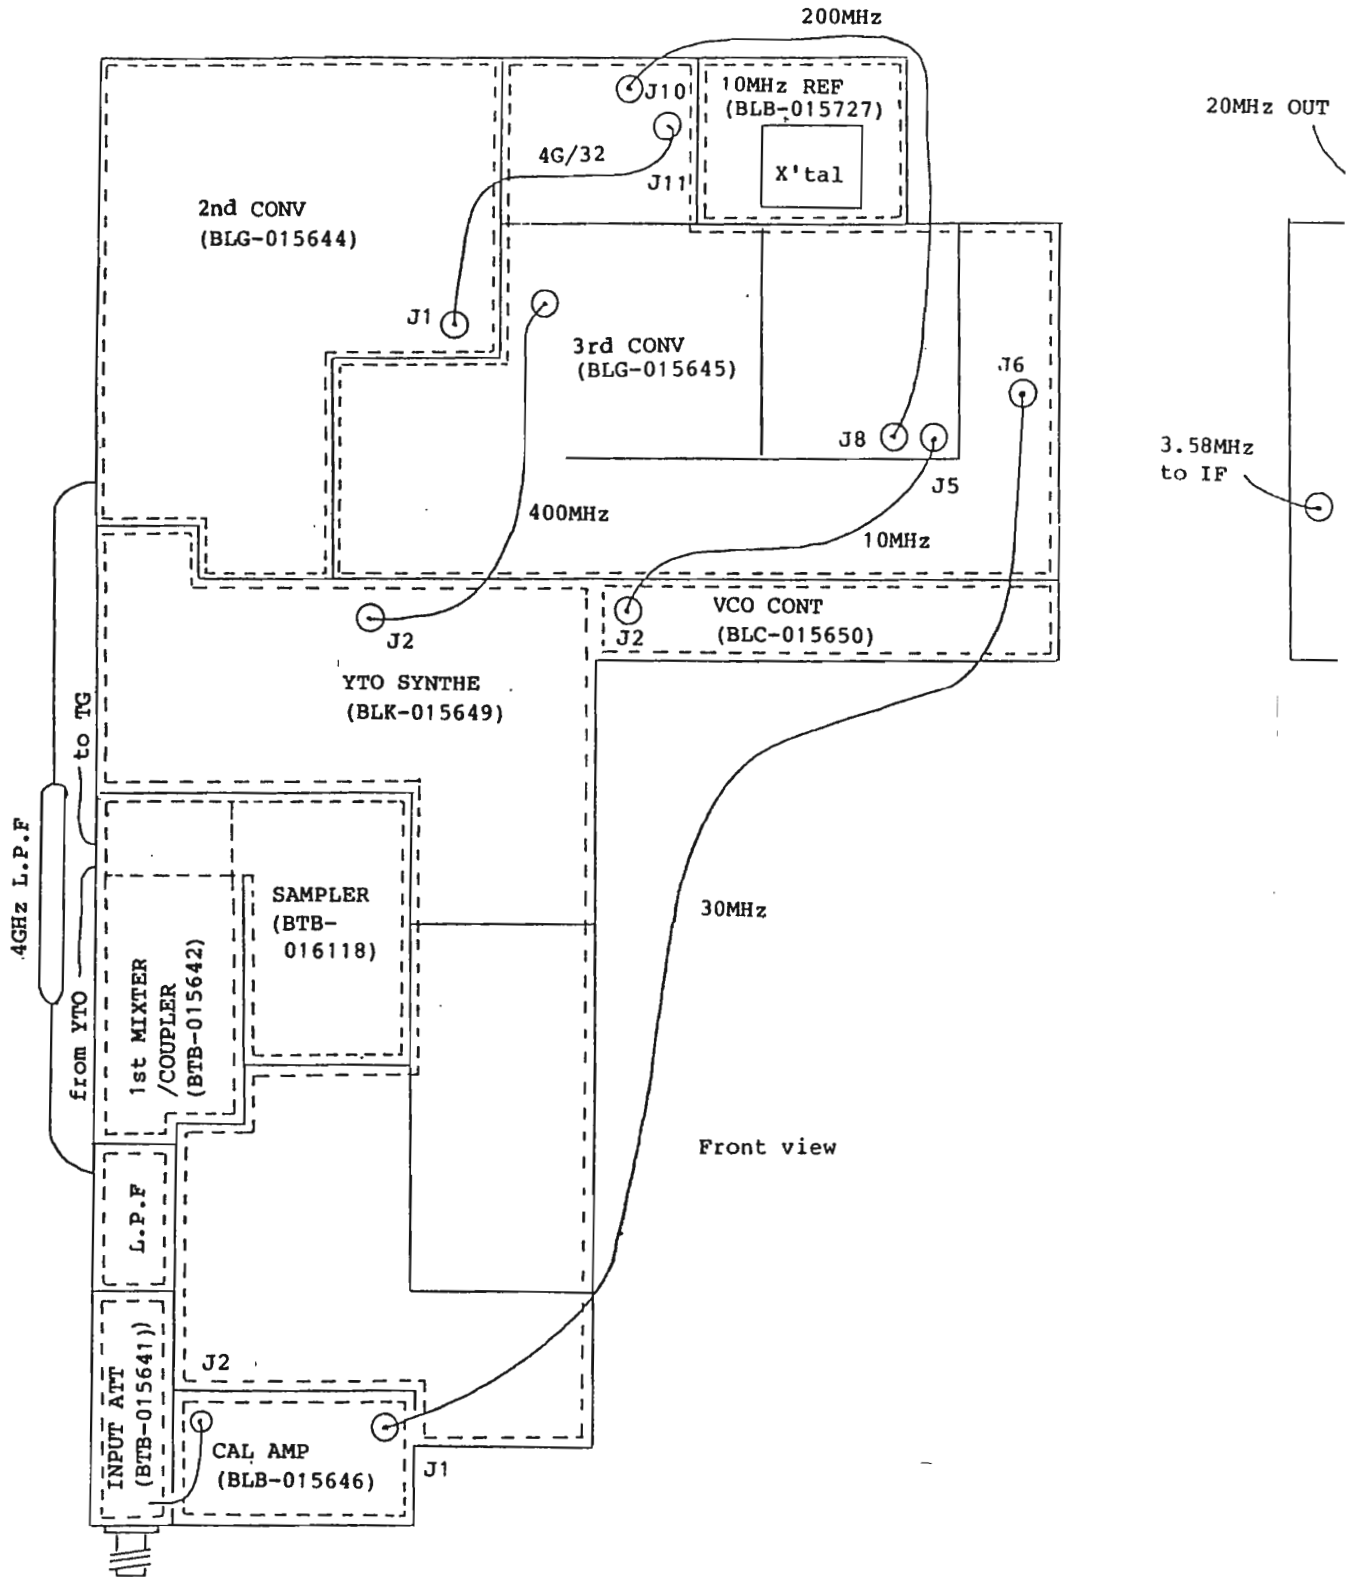 200MHz
J10
10MHz REF
(BLB-015727)
20MHz OUT
4G/32
X'tal
J11
2nd CONV
(BLG-015644)
J1
3rd CONV
(BLG-015645)
J6
J8
J5
3.58MHz
to IF
400MHz
10MHz
J2
J2
VCO CONT
(BLC-015650)
YTO SYNTHE
(BLK-015649)
to TG
4GHz L.P.F
from YTO
SAMPLER
(BTB-
016118)
1st MIXTER
/COUPLER
(BTB-015642)
30MHz
Front view
L.P.F
J2
INPUT ATT
(BTB-015641))
CAL AMP
(BLB-015646)
J1